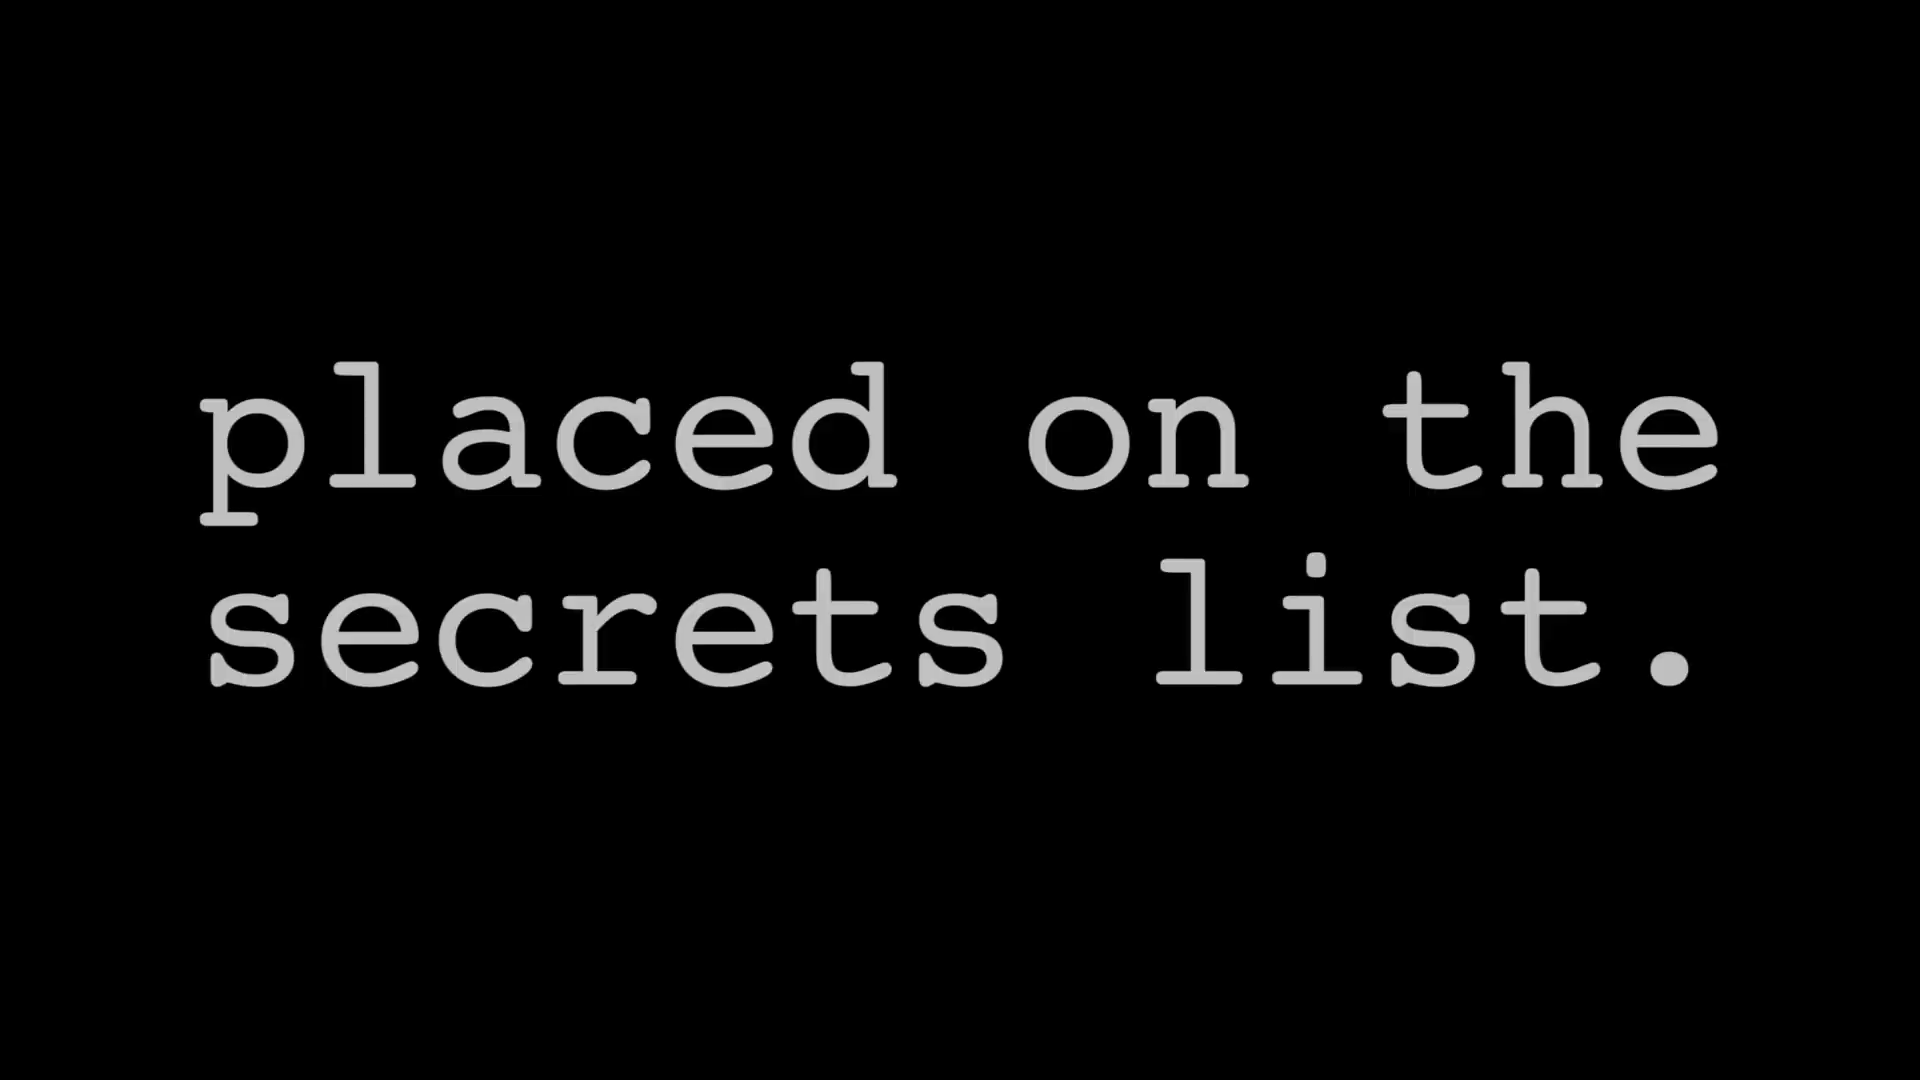 placed on the
secrets list.